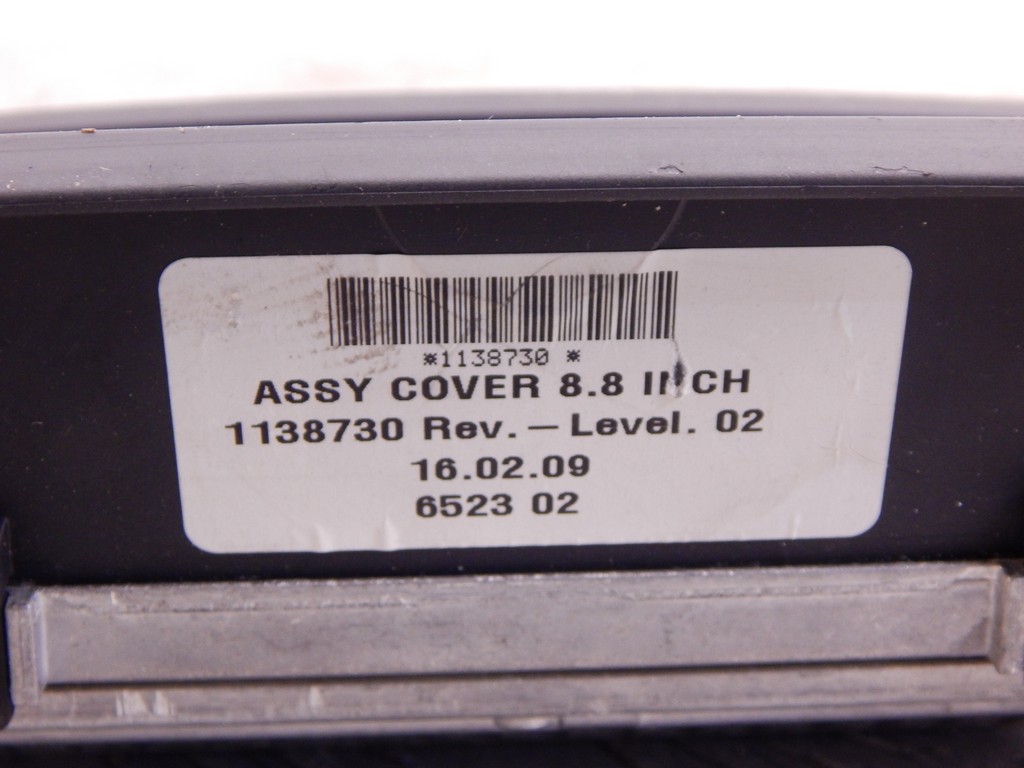 *1138730 *
ASSY COVER 8.8 INCH
1138730 Rev. — Level. 02
16.02.09
6523 02